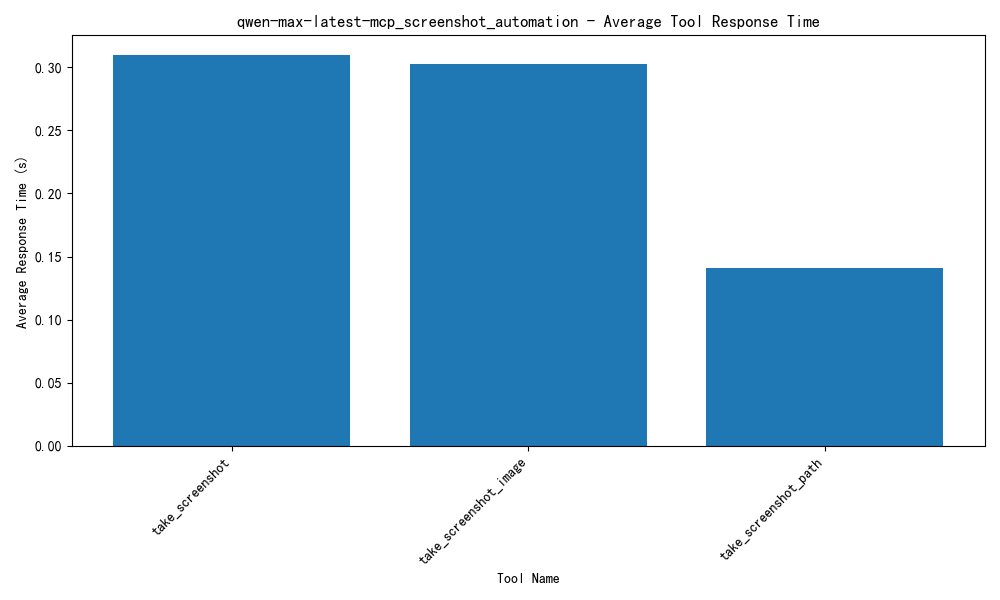 qwen-max-latest-mcp_screenshot_automation - Average Tool Response Time
Average Response Time (s)
0.30
0.25
0.20
0.15
0.10
0.05
0.00
take_screenshot
take_screenshot_image
take_screenshot_path
Tool Name